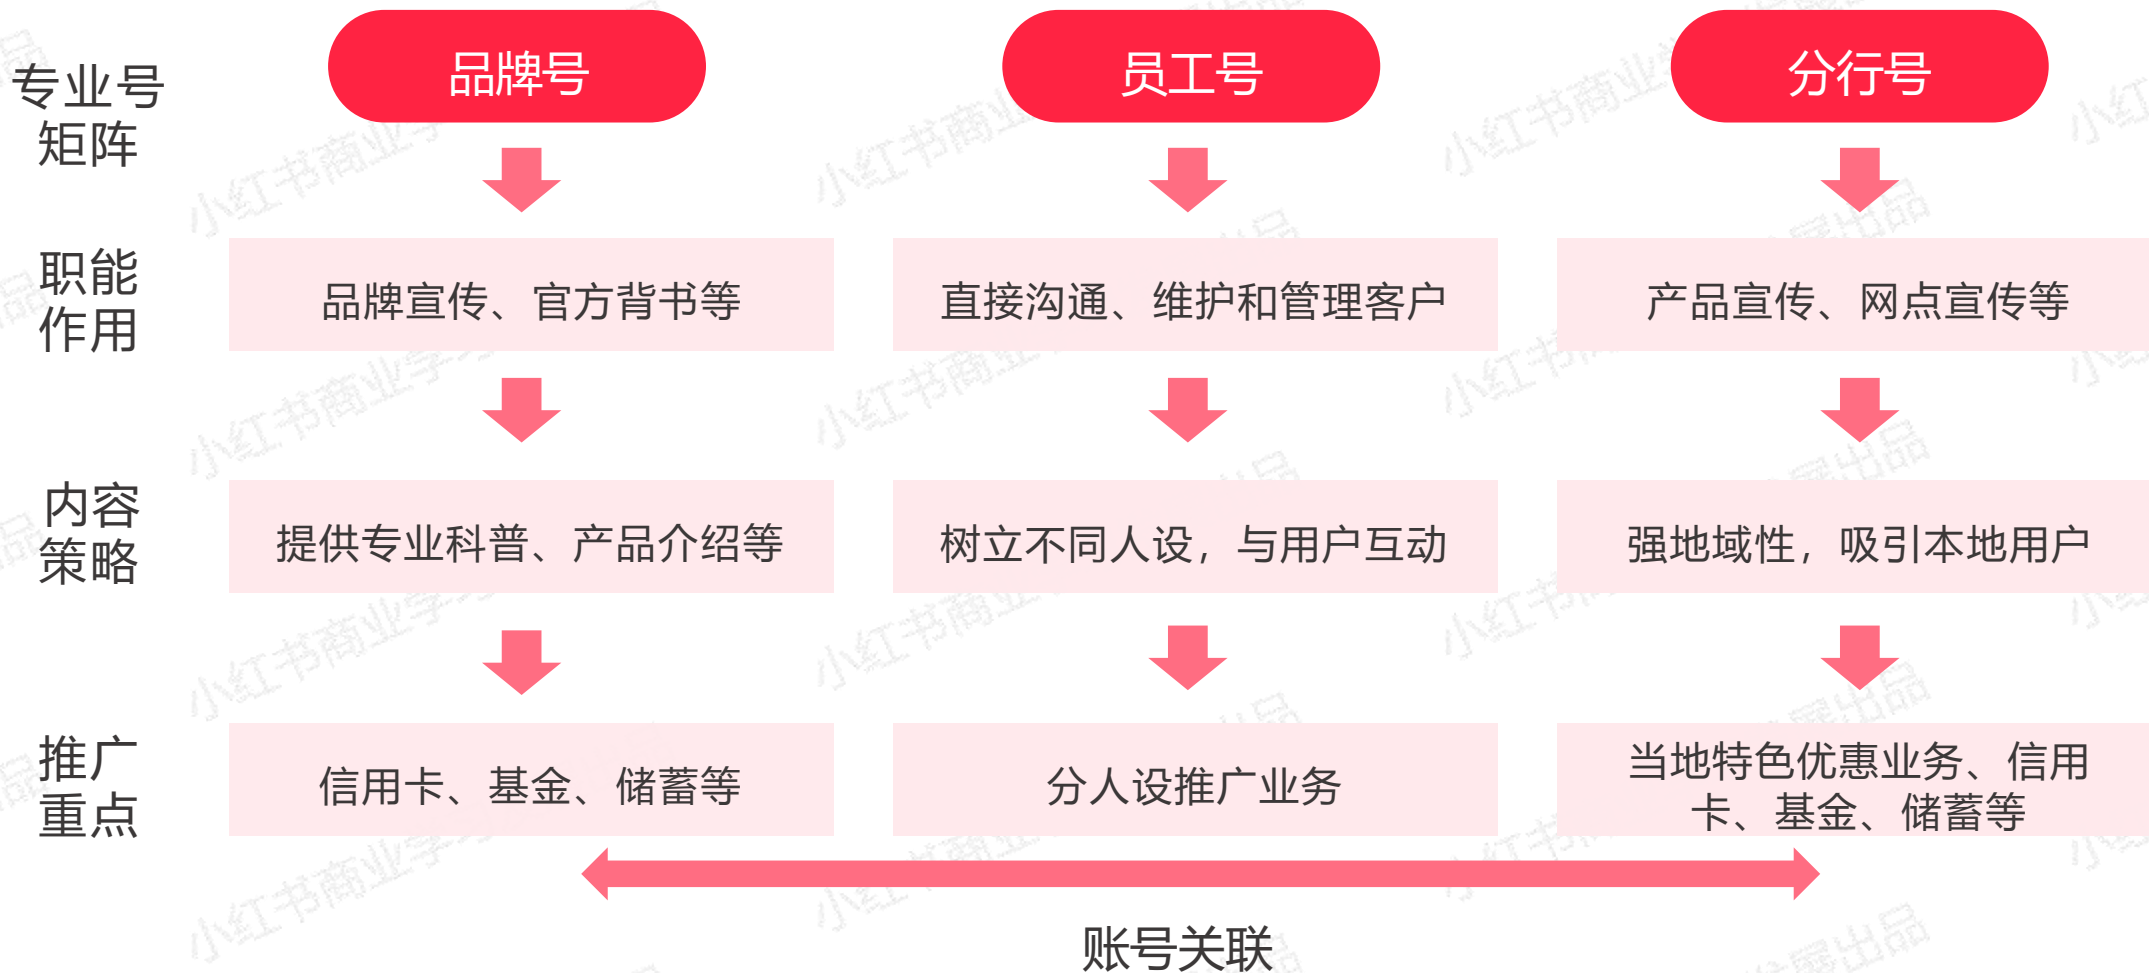 品牌号
员工号
分行号
专业号
矩阵
职能
作用
品牌宣传、官方背书等
直接沟通、维护和管理客户
产品宣传、网点宣传等
内容
策略
提供专业科普、产品介绍等
树立不同人设，与用户互动
强地域性，吸引本地用户
推广
重点
信用卡、基金、储蓄等
分人设推广业务
当地特色优惠业务、信用
卡、基金、储蓄等
账号关联